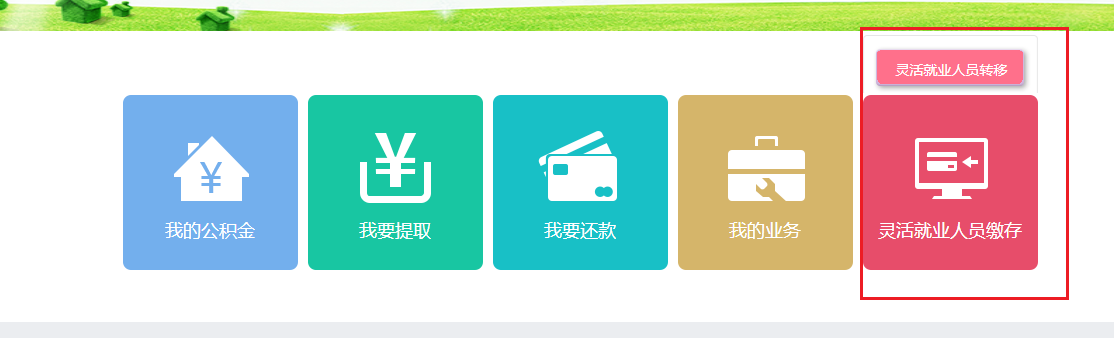 灵活就业人员转移
¥
我的公积金
¥
我要提取
我要还款
我的业务
灵活就业人员缴存